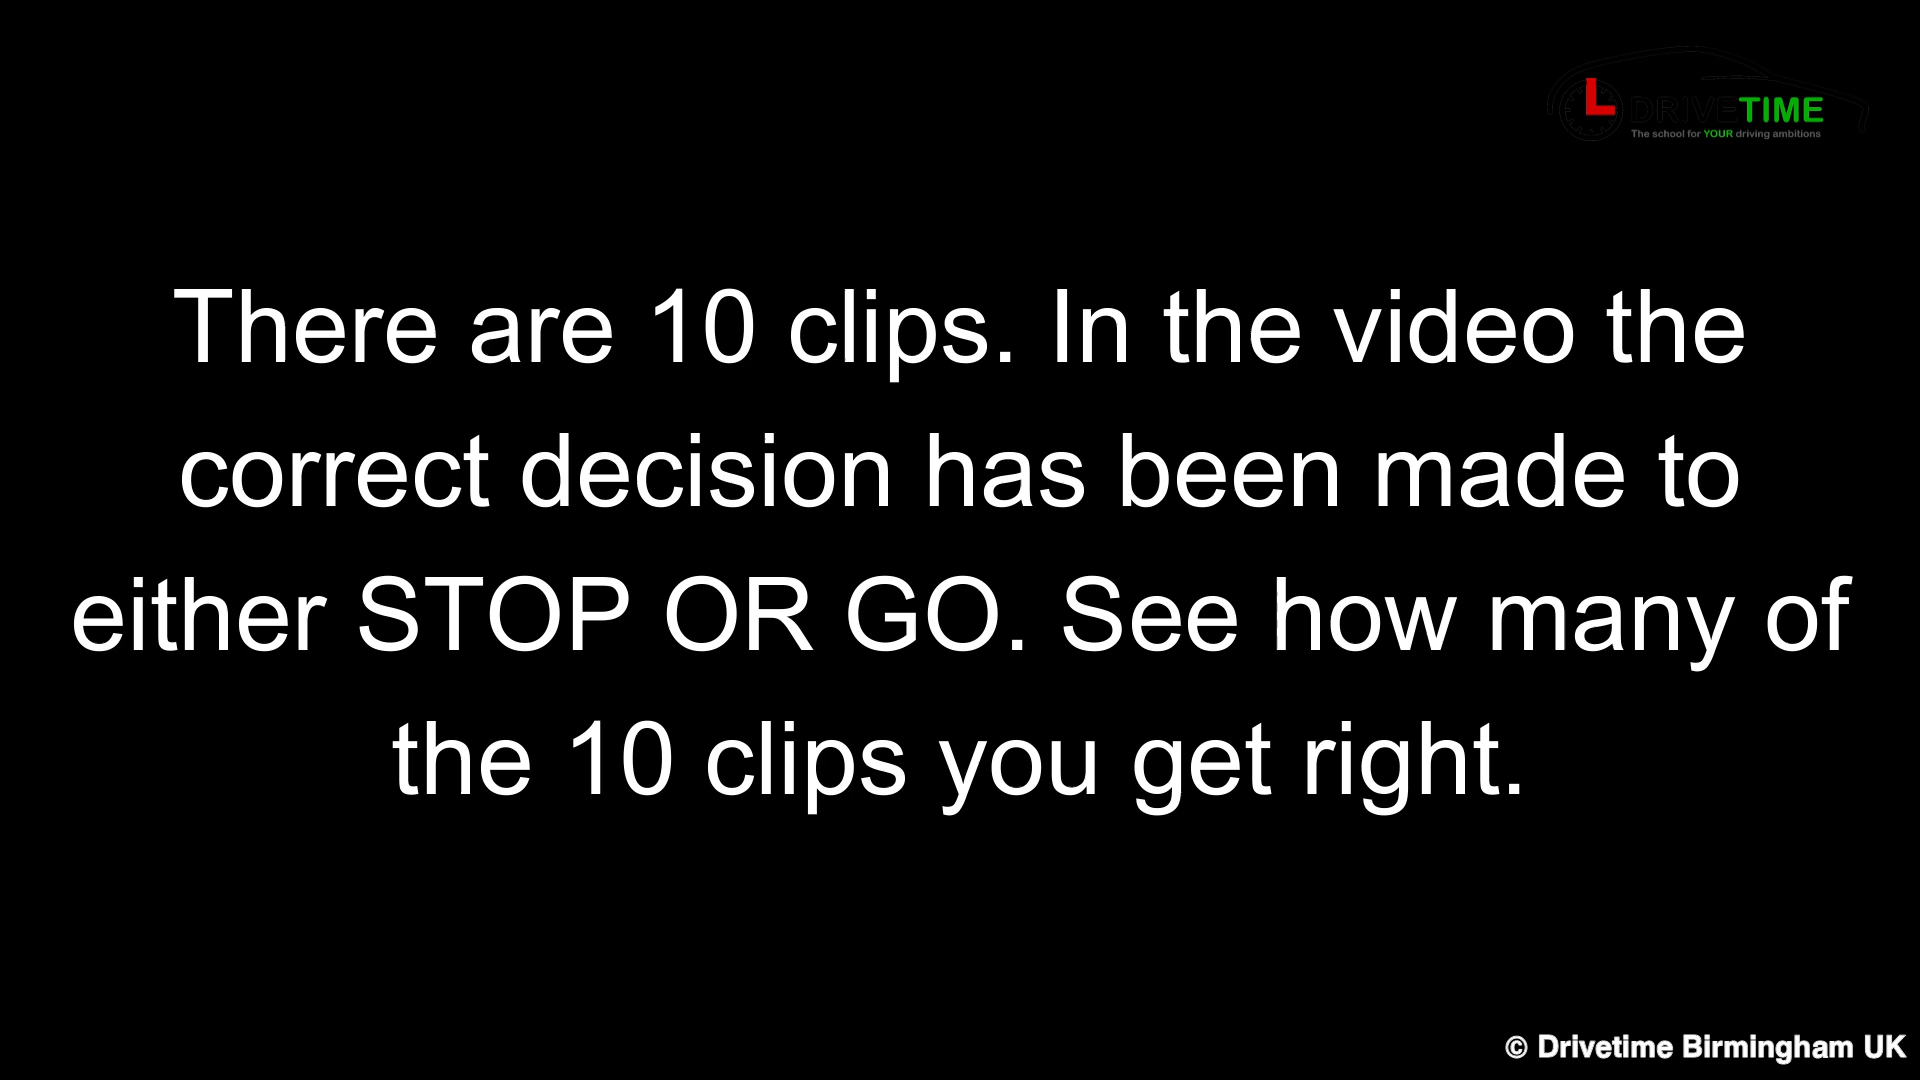 L DRIVETIME
The school for YOUR driving ambitions
There are 10 clips. In the video the
correct decision has been made to
either STOP OR GO. See how many of
the 10 clips you get right.
© Drivetime Birmingham UK